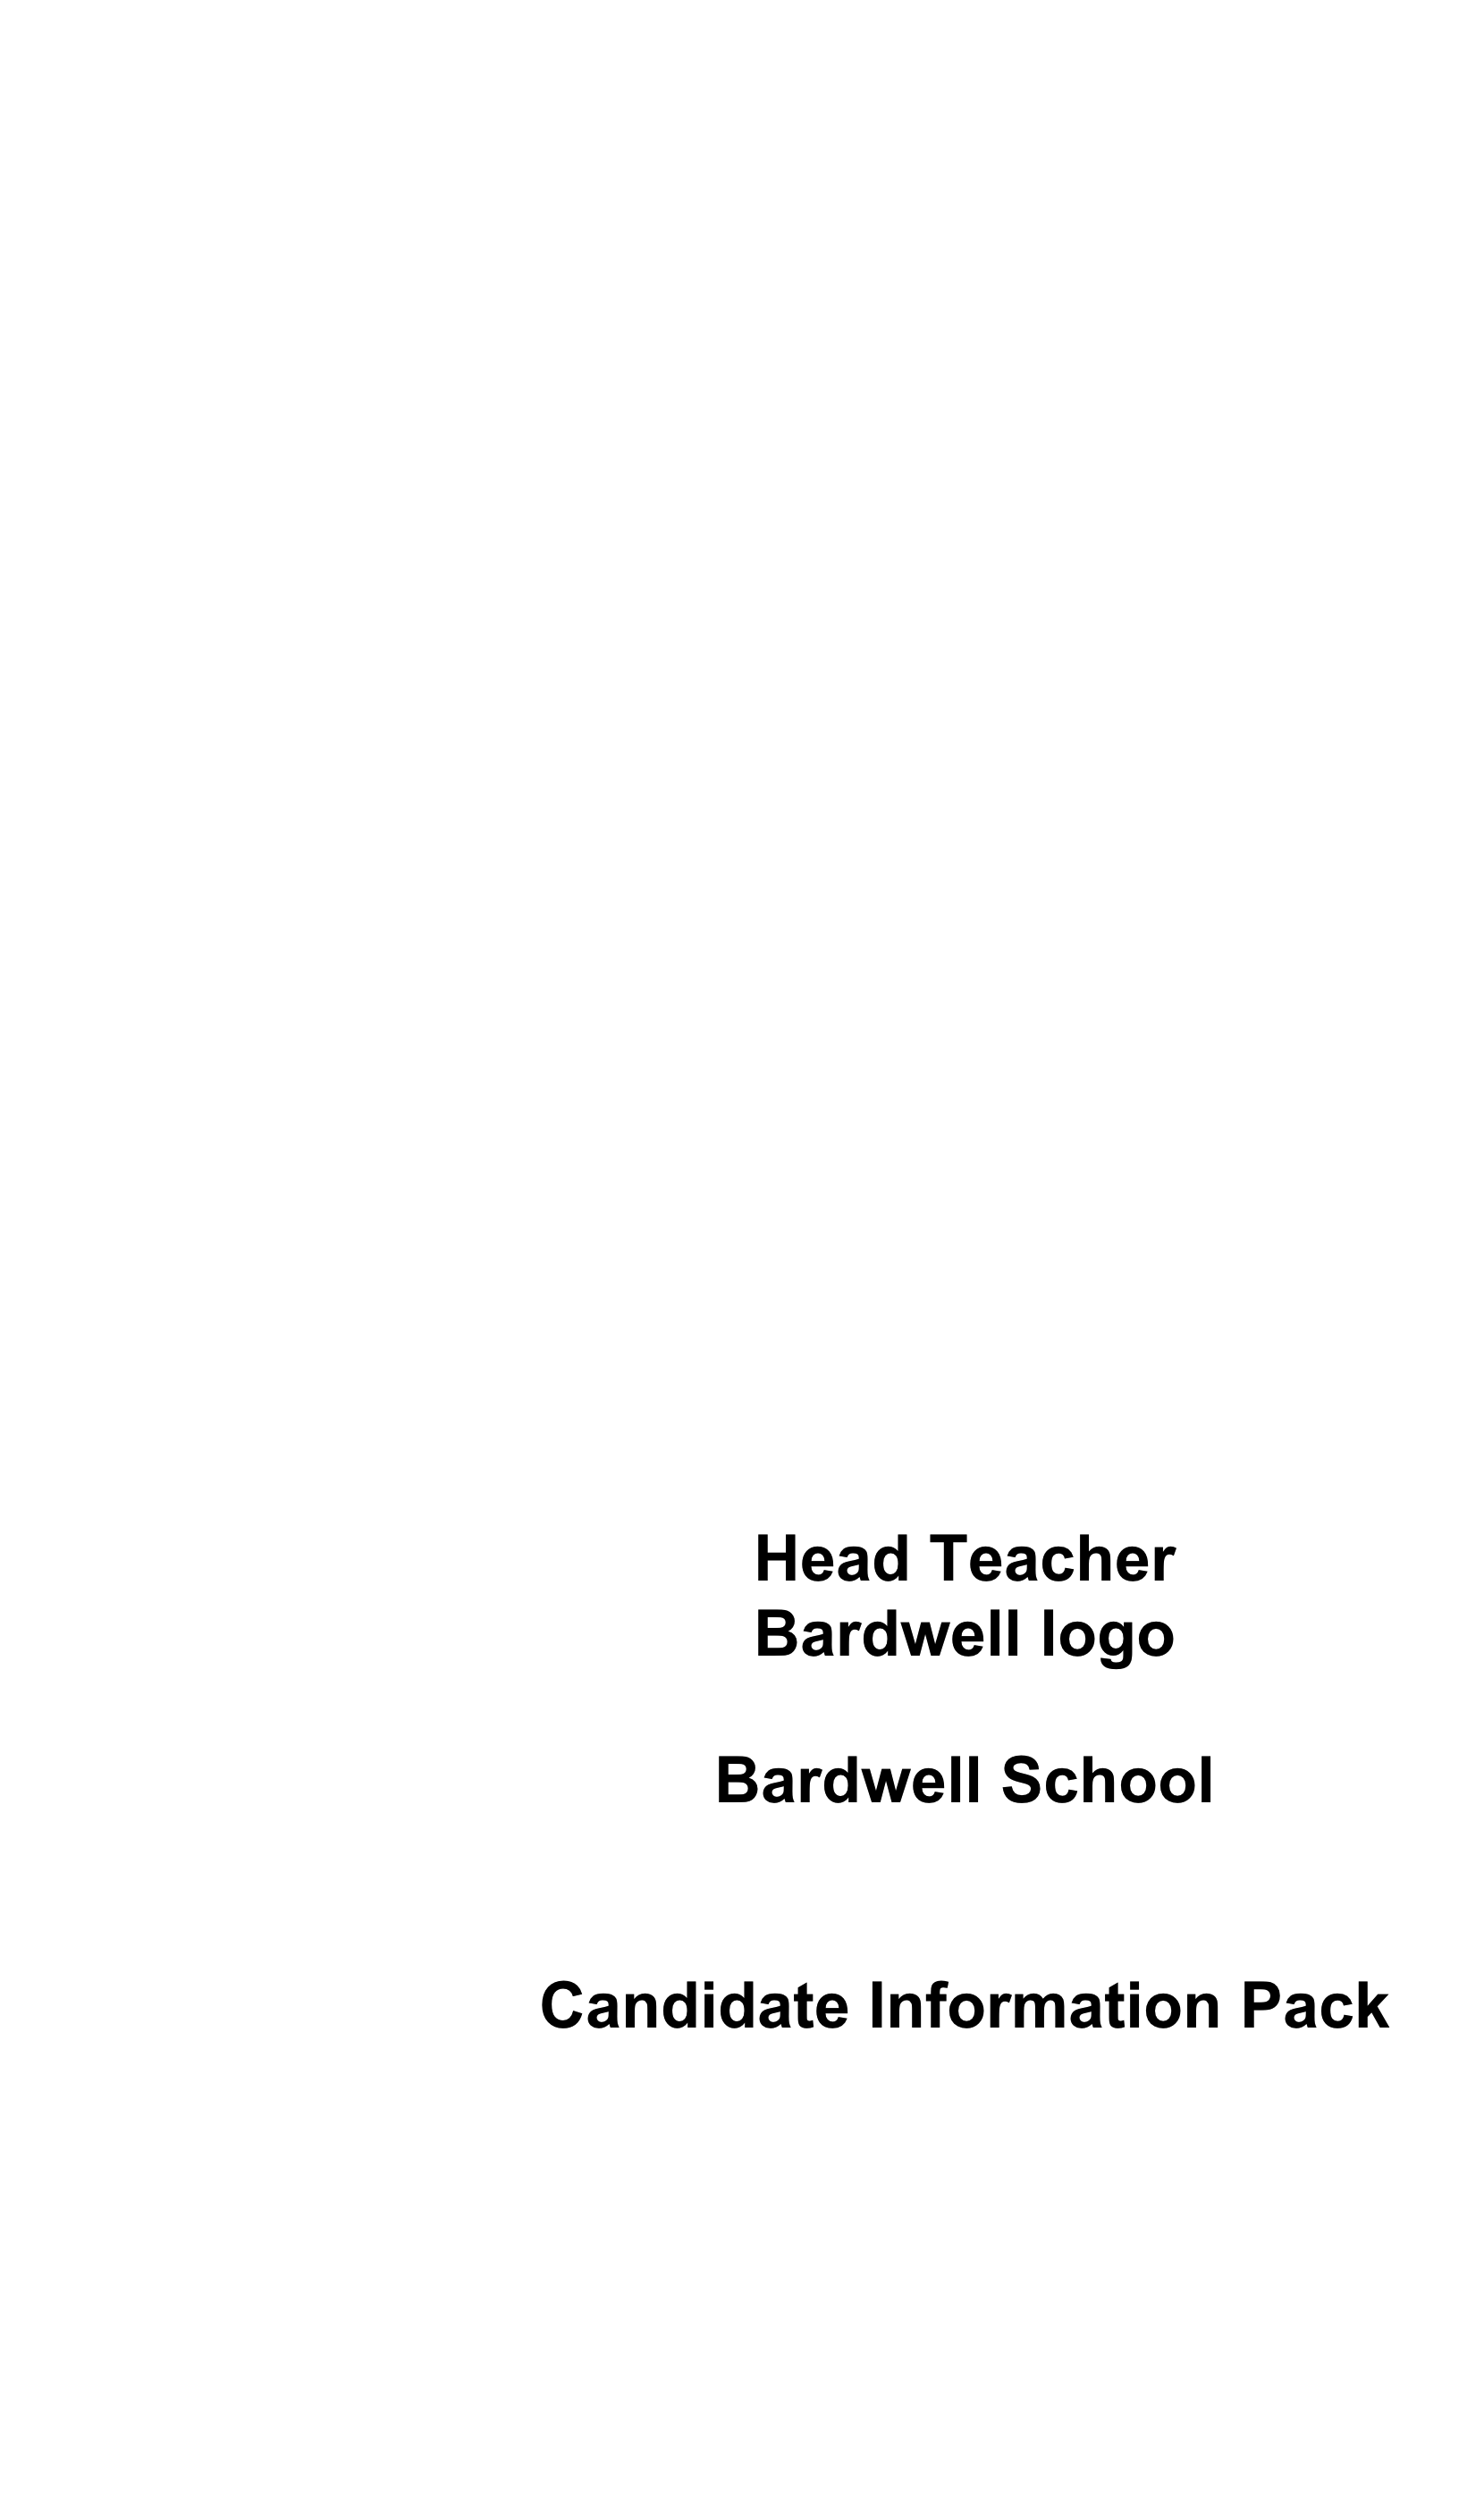 Head Teacher
Bardwell logo
Bardwell School
Candidate Information Pack